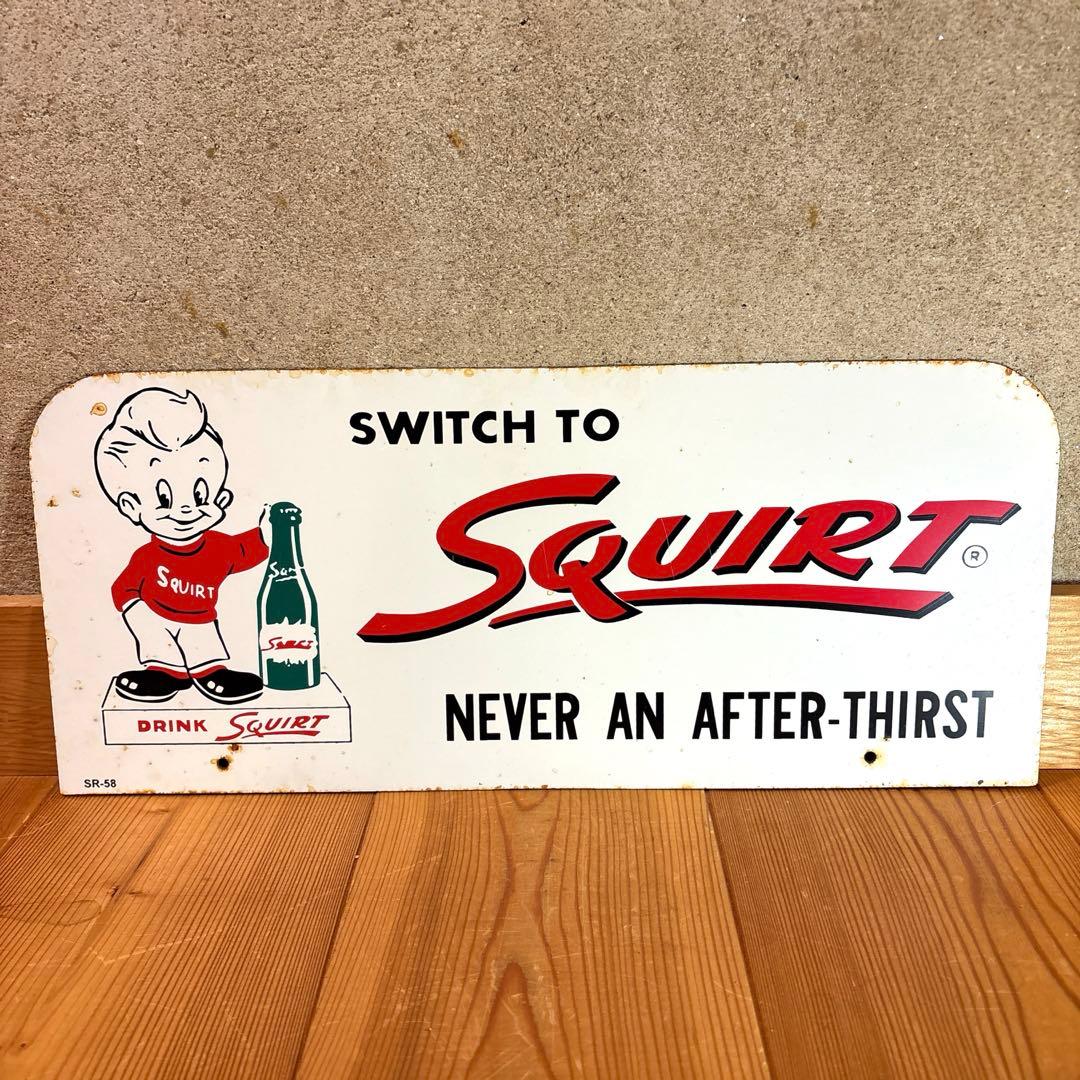 SWITCH TO
SQUIRT ®
NEVER AN AFTER-THIRST
SQUIRT
DRINK SQUIRT
SR-58